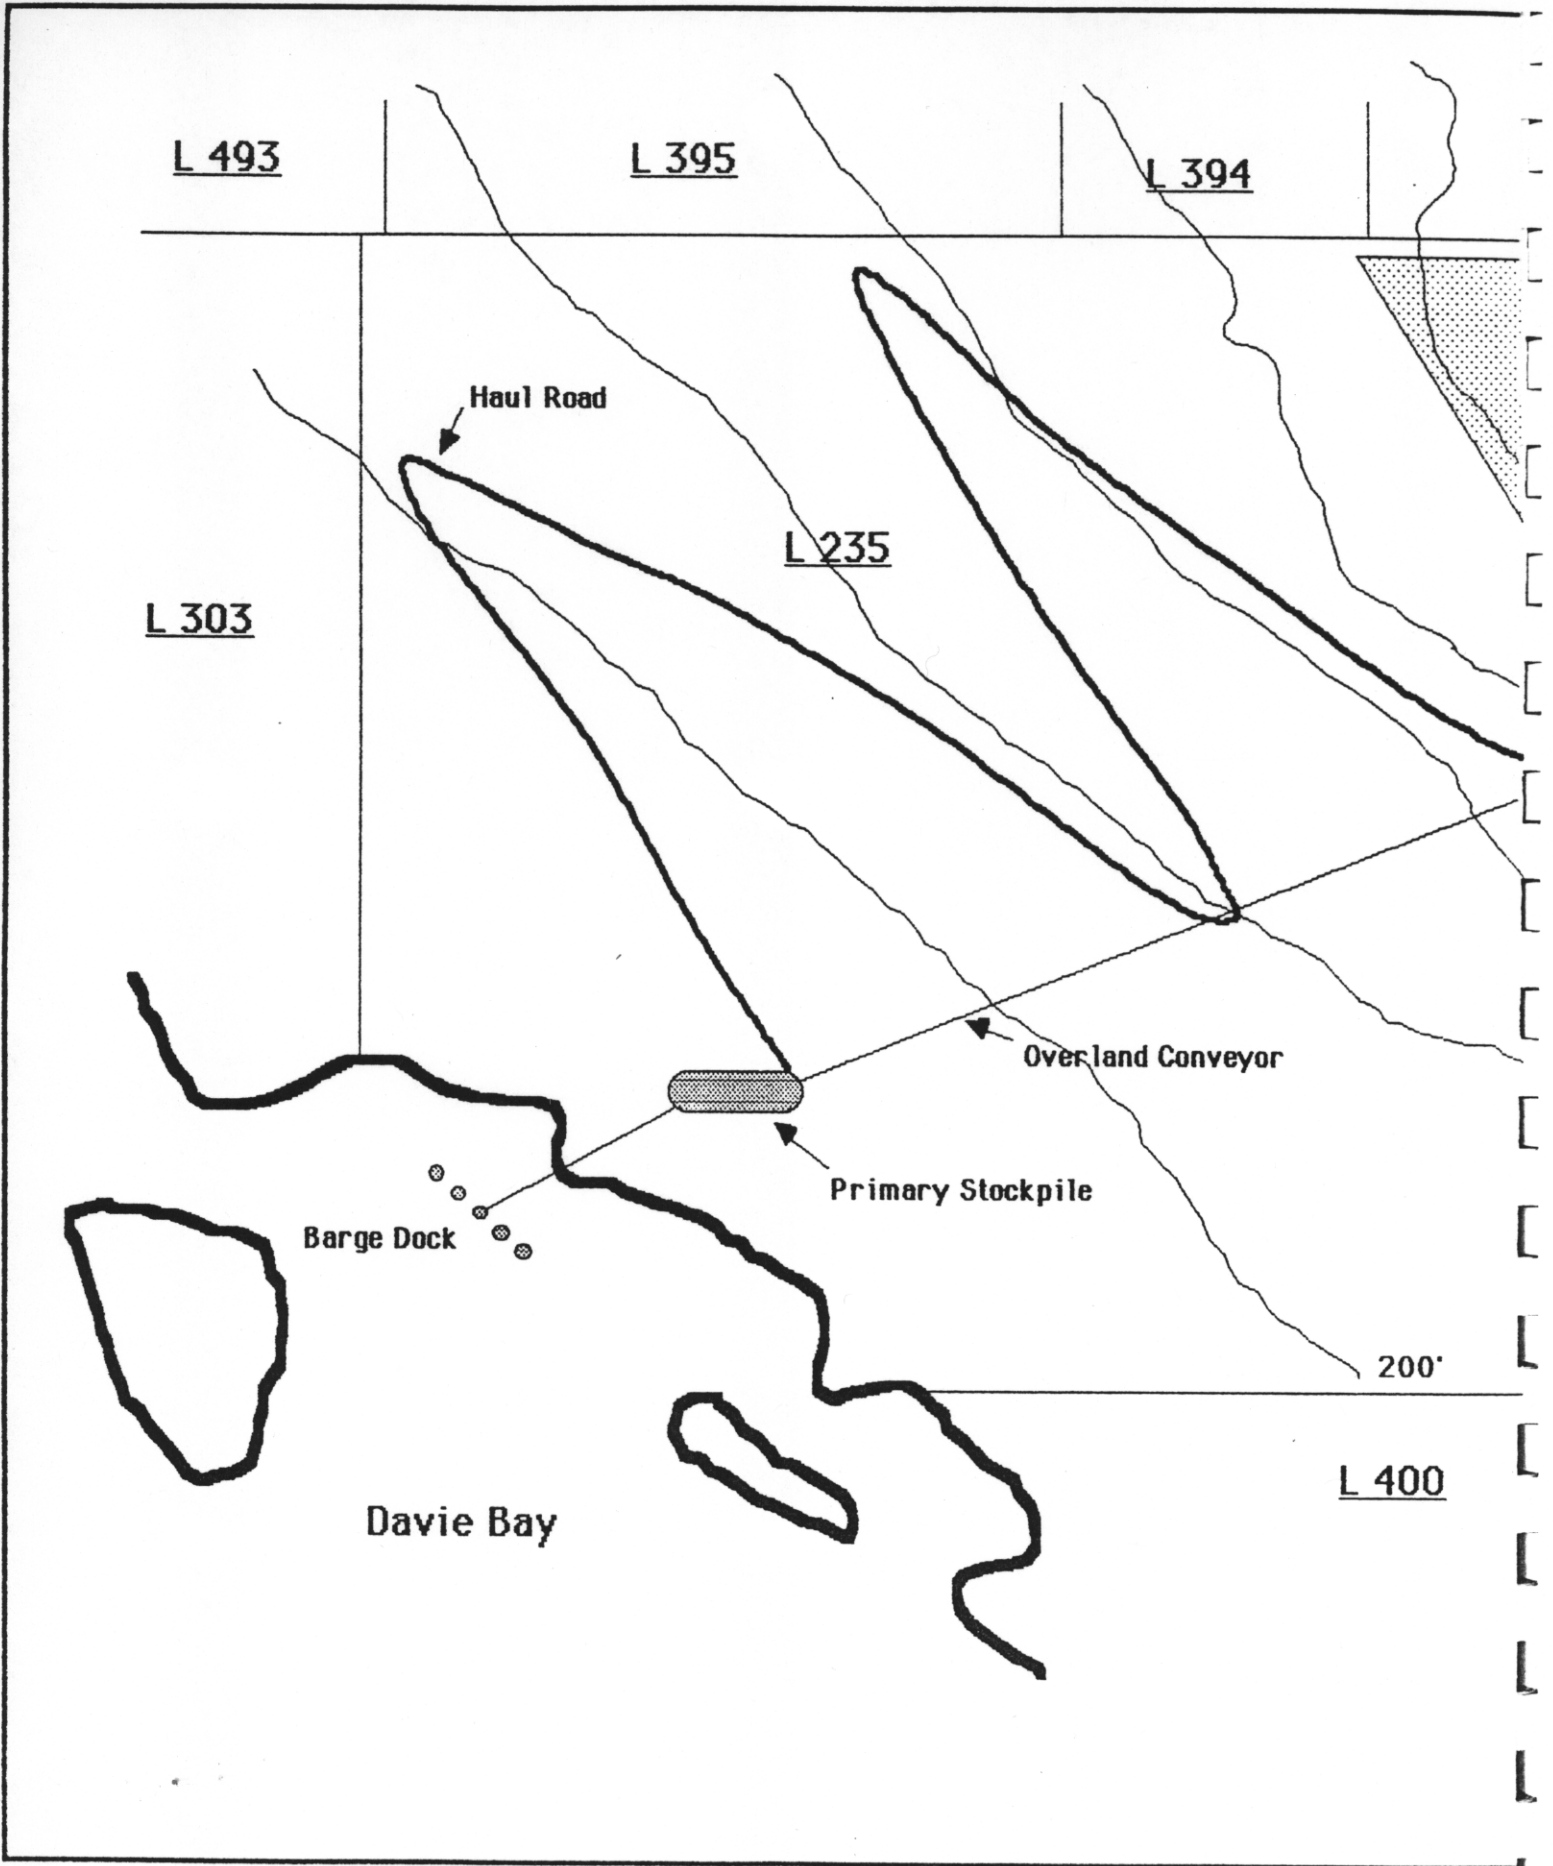 L 493
L 395
L 394
Haul Road
L 235
L 303
Overland Conveyor
Primary Stockpile
Barge Dock
200'
L 400
Davie Bay